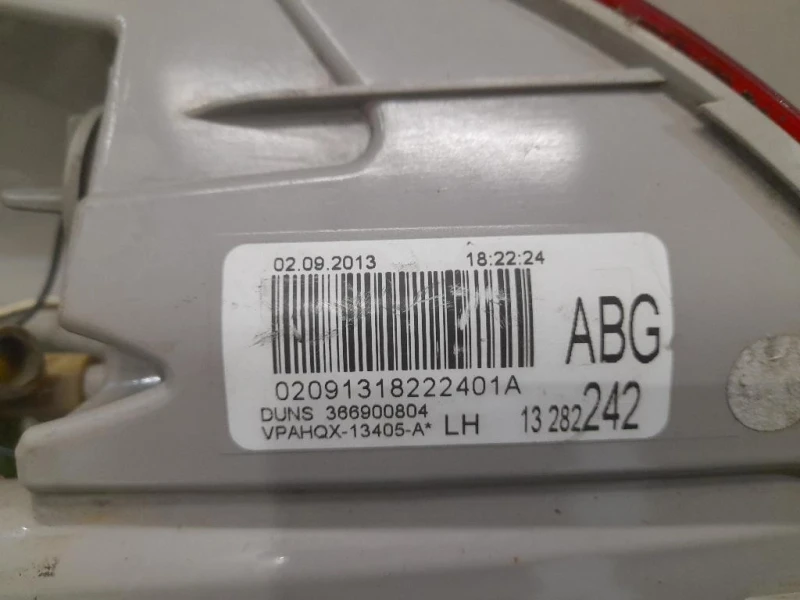 02.09.2013 18:22:24
ABG
02091318222401A
DUNS 366900804
VPAHQX-13405-A* LH 13 282 242